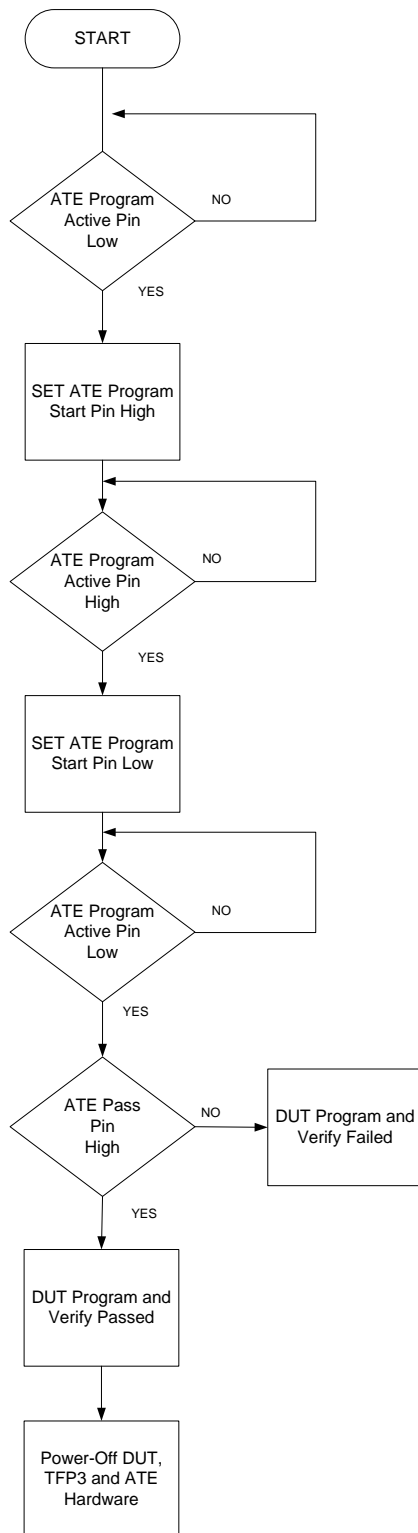 START
ATE Program
Active Pin
Low
NO
YES
SET ATE Program
Start Pin High
ATE Program
Active Pin
High
NO
YES
SET ATE Program
Start Pin Low
ATE Program
Active Pin
Low
NO
YES
ATE Pass
Pin
High
NO
DUT Program and
Verify Failed
YES
DUT Program and
Verify Passed
Power-Off DUT,
TFP3 and ATE
Hardware